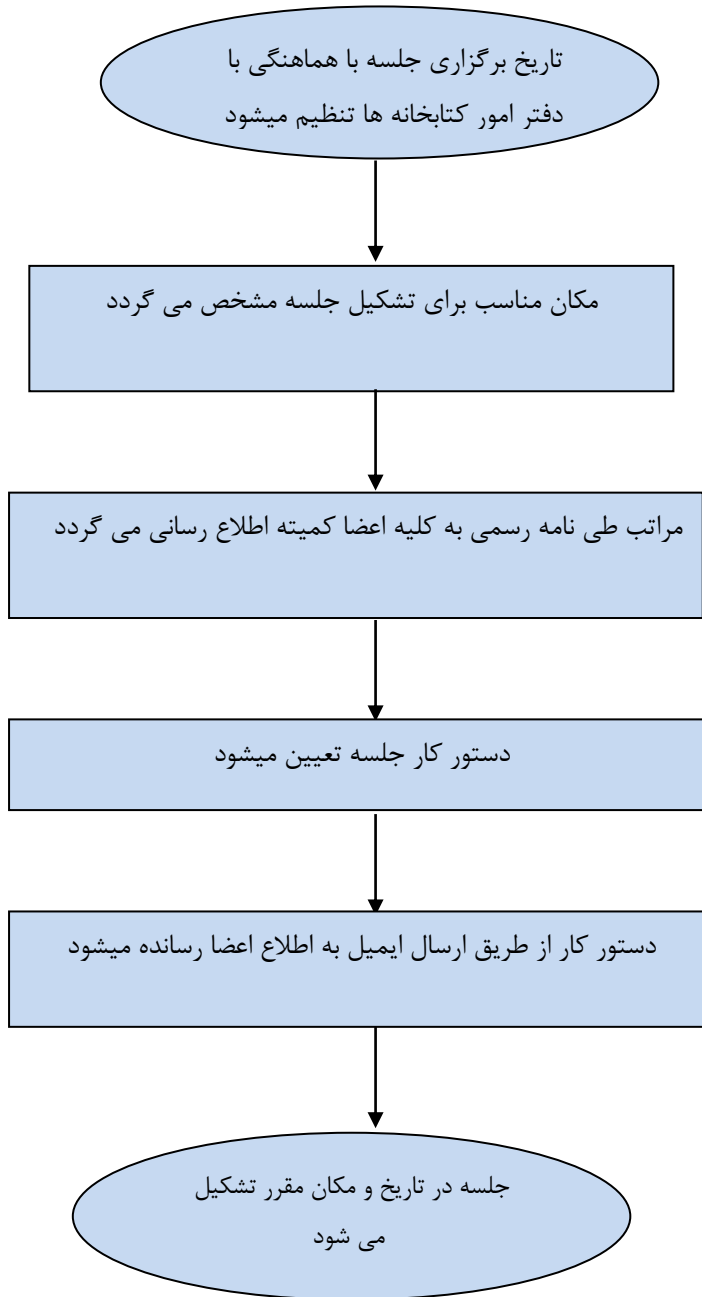 تاریخ برگزاری جلسه با هماهنگی با
دفتر امور کتابخانه ها تنظیم میشود
مکان مناسب برای تشکیل جلسه مشخص می گردد
مراتب طی نامه رسمی به کلیه اعضا کمیته اطلاع رسانی می گردد
دستور کار جلسه تعیین میشود
دستور کار از طریق ارسال ایمیل به اطلاع اعضا رسانده میشود
جلسه در تاریخ و مکان مقرر تشکیل
می شود